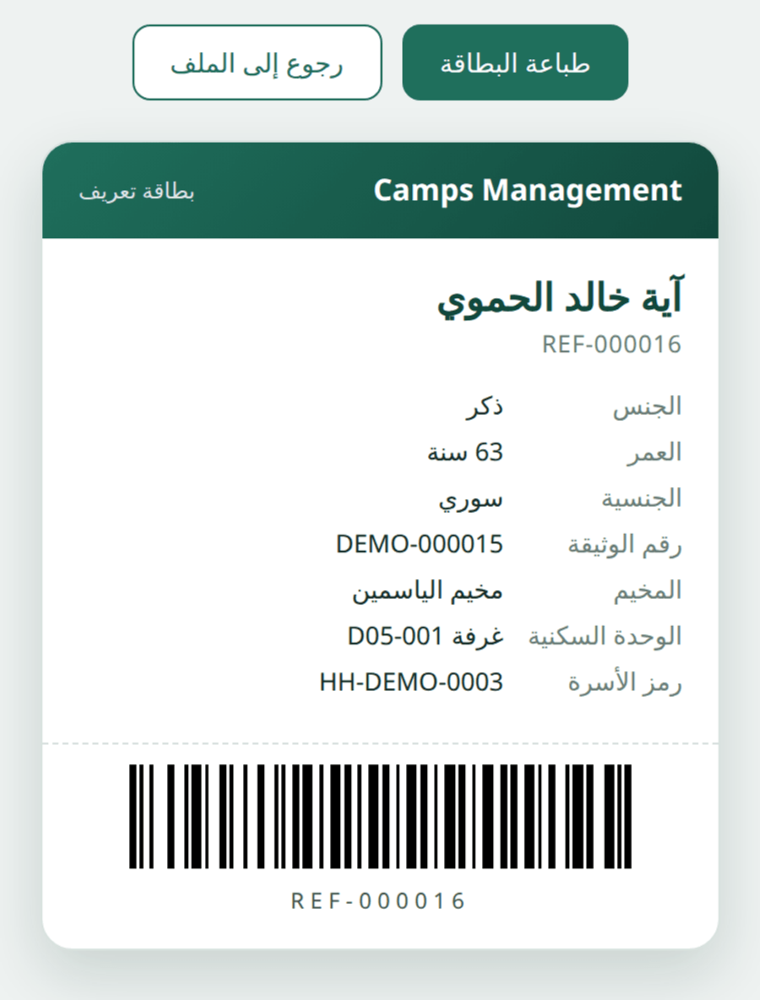 طباعة البطاقة
رجوع إلى الملف
Camps Management
بطاقة تعريف
آية خالد الحموي
REF-000016
الجنس ذكر
العمر 63 سنة
الجنسية سوري
رقم الوثيقة DEMO-000015
المخيم مخيم الياسمين
الوحدة السكنية غرفة D05-001
رمز الأسرة HH-DEMO-0003
REF-000016